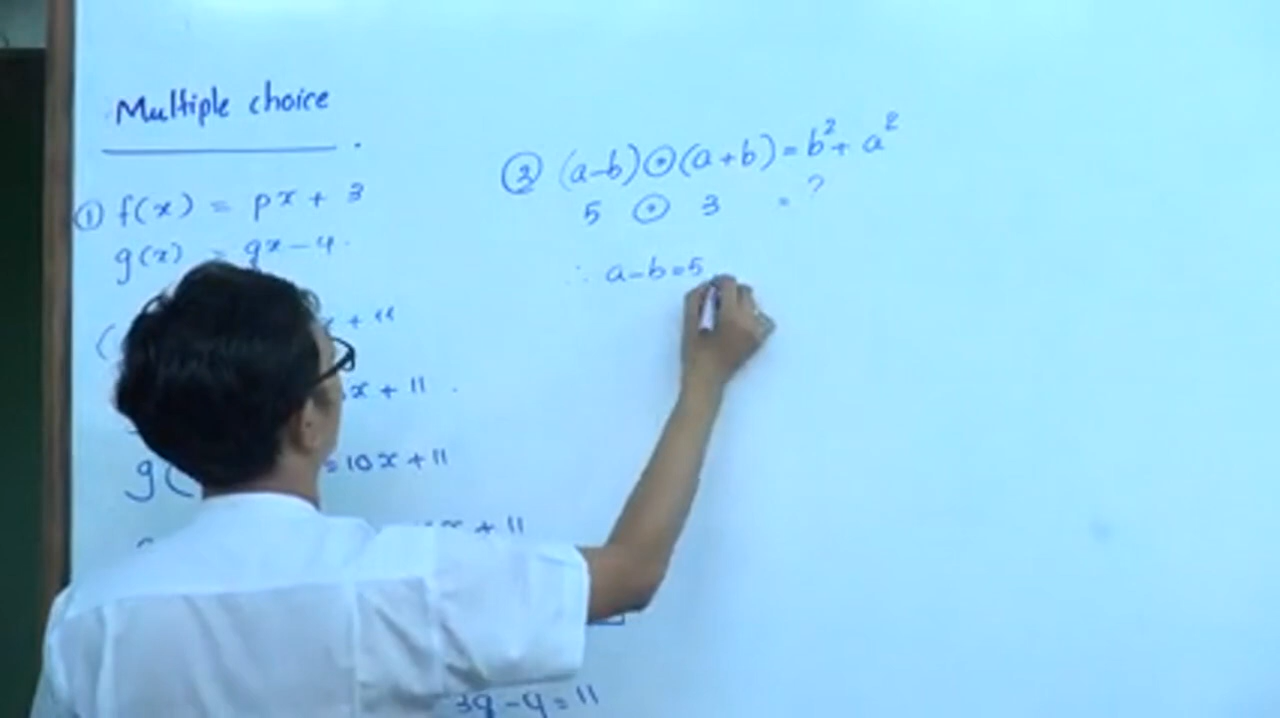 Multiple choice
① f(x) = px + 3
g(x) = qx - 4.
x + 11
x + 11 .
g( = 10x + 11
x + 11
3q - 4 = 11
② (a-b)⊙(a+b) = b² + a²
5 ⊙ 3 = ?
∴ a-b=5